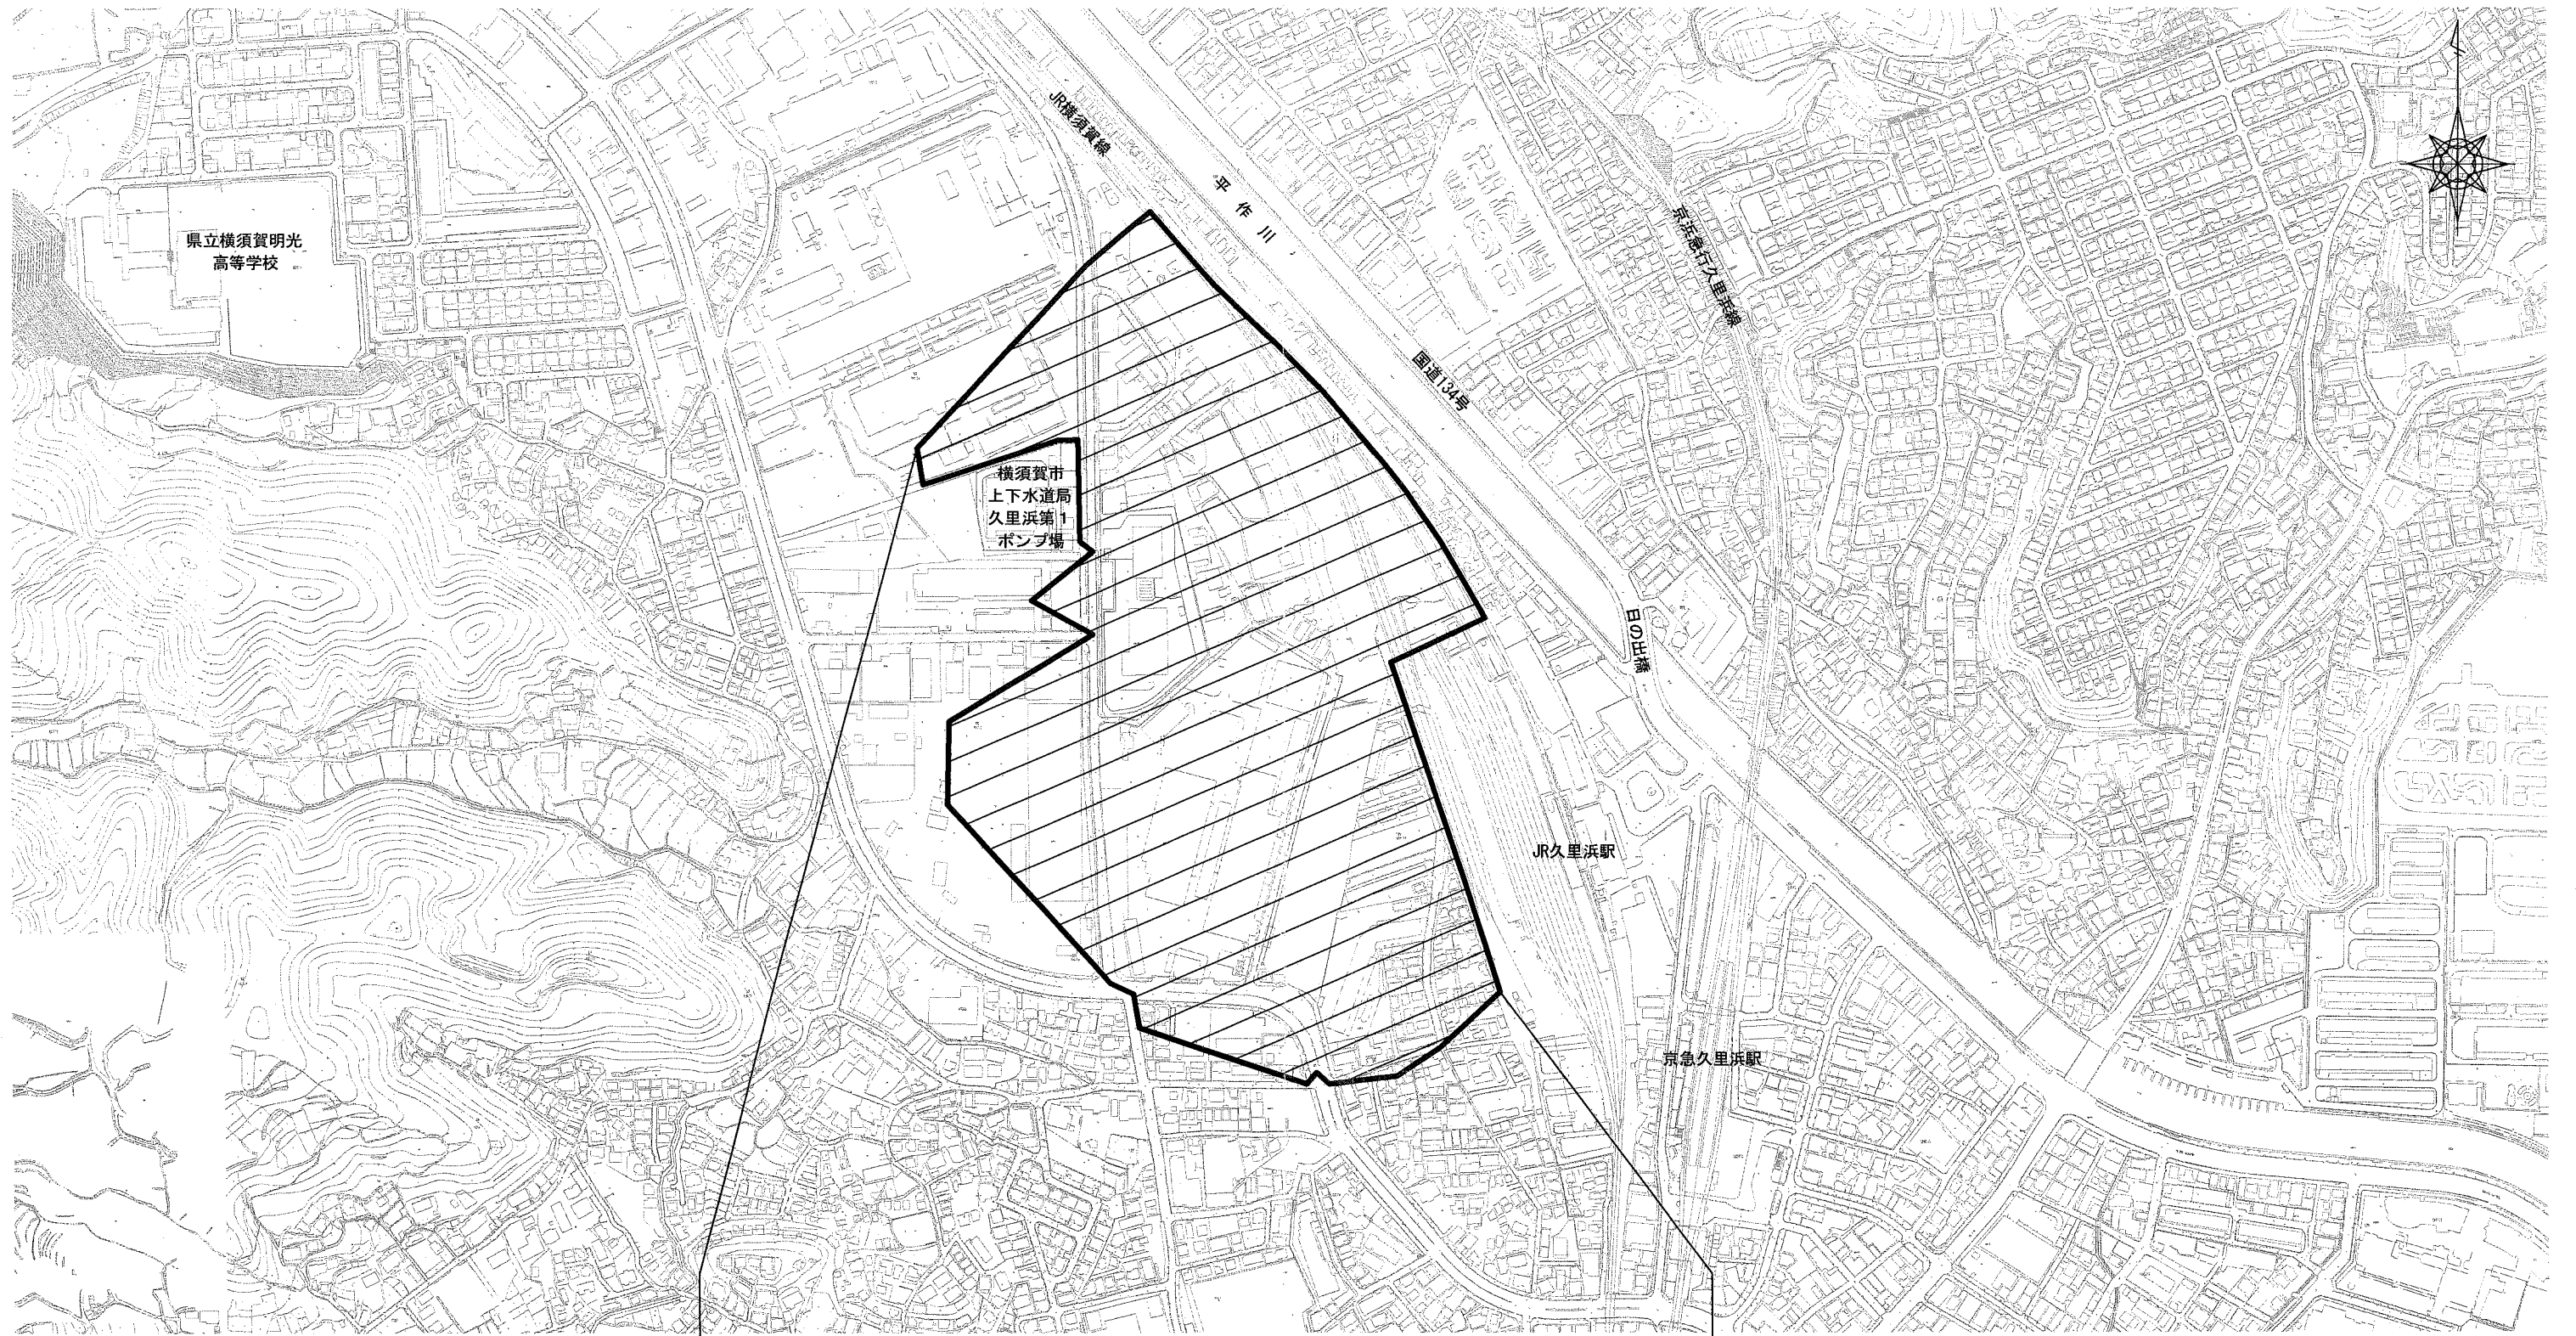 JR横須賀線
平作川
県立横須賀明光
高等学校
京浜急行久里浜線
国道134号
横須賀市
上下水道局
久里浜第1
ポンプ場
日の出橋
JR久里浜駅
京急久里浜駅